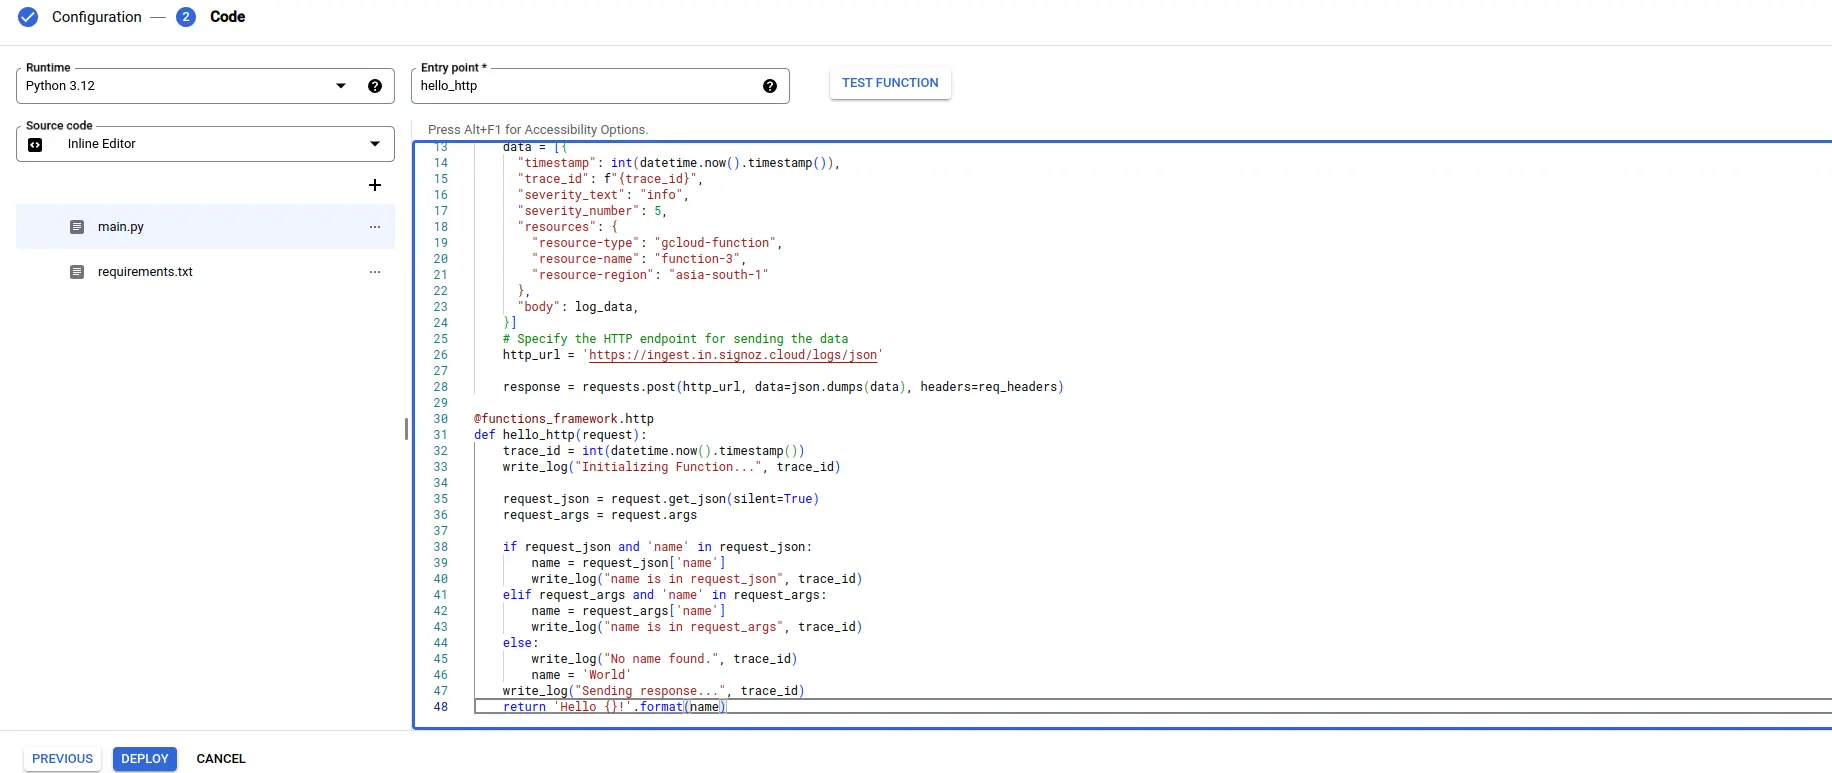 Configuration — 2 Code
Runtime
Python 3.12
Entry point *
hello_http
TEST FUNCTION
Source code
Inline Editor
main.py
requirements.txt
Press Alt+F1 for Accessibility Options.
13     data = [{
14       "timestamp": int(datetime.now().timestamp()),
15       "trace_id": f"{trace_id}",
16       "severity_text": "info",
17       "severity_number": 5,
18       "resources": {
19         "resource-type": "gcloud-function",
20         "resource-name": "function-3",
21         "resource-region": "asia-south-1"
22       },
23       "body": log_data,
24     }]
25     # Specify the HTTP endpoint for sending the data
26     http_url = 'https://ingest.in.signoz.cloud/logs/json'
27
28     response = requests.post(http_url, data=json.dumps(data), headers=req_headers)
29
30 @functions_framework.http
31 def hello_http(request):
32     trace_id = int(datetime.now().timestamp())
33     write_log("Initializing Function...", trace_id)
34
35     request_json = request.get_json(silent=True)
36     request_args = request.args
37
38     if request_json and 'name' in request_json:
39         name = request_json['name']
40         write_log("name is in request_json", trace_id)
41     elif request_args and 'name' in request_args:
42         name = request_args['name']
43         write_log("name is in request_args", trace_id)
44     else:
45         write_log("No name found.", trace_id)
46         name = 'World'
47     write_log("Sending response...", trace_id)
48     return 'Hello {}!'.format(name)
PREVIOUS
DEPLOY
CANCEL